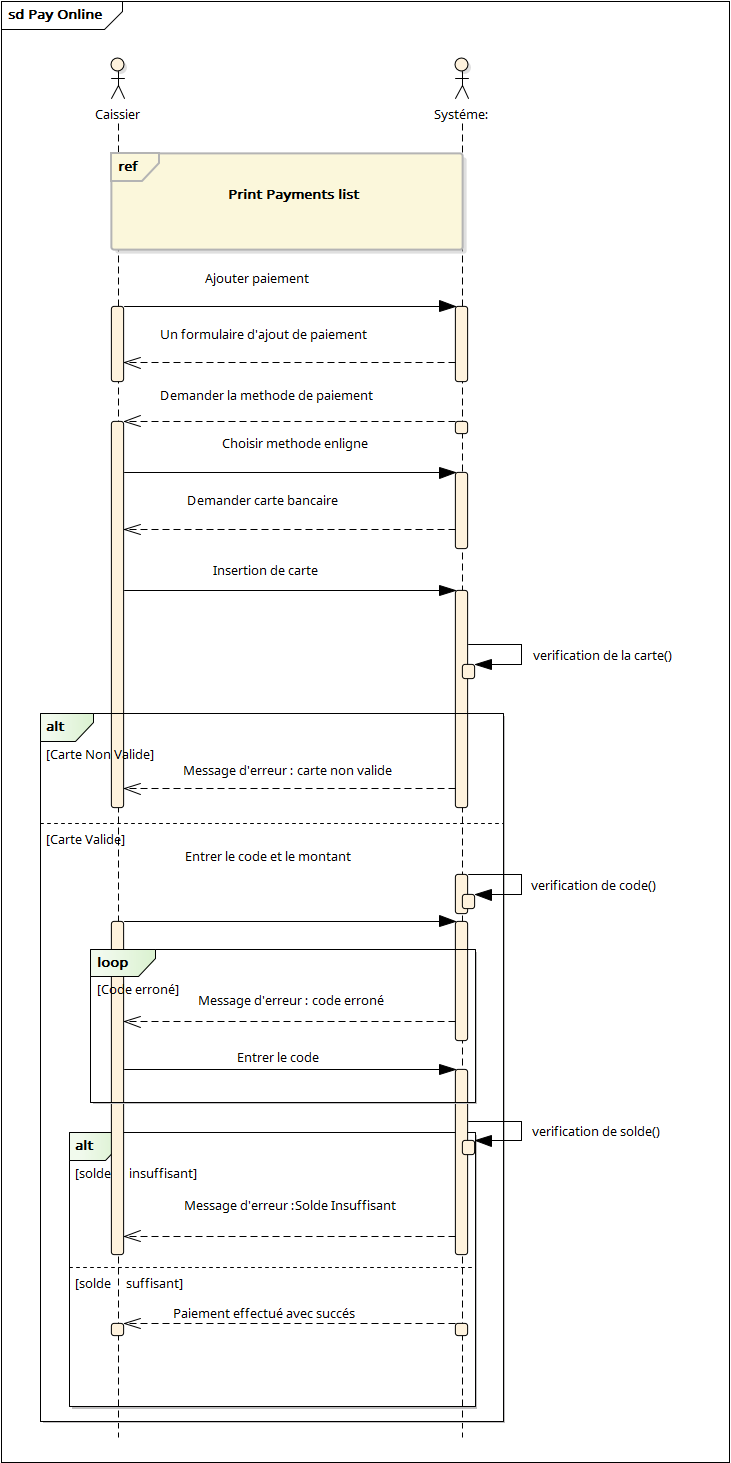 sd Pay Online
Caissier
Systéme:
ref
Print Payments list
Ajouter paiement
Un formulaire d'ajout de paiement
Demander la methode de paiement
Choisir methode enligne
Demander carte bancaire
Insertion de carte
verification de la carte()
alt
[Carte Non Valide]
Message d'erreur : carte non valide
[Carte Valide]
Entrer le code et le montant
verification de code()
loop
[Code erroné]
Message d'erreur : code erroné
Entrer le code
verification de solde()
alt
[solde insuffisant]
Message d'erreur :Solde Insuffisant
[solde suffisant]
Paiement effectué avec succés